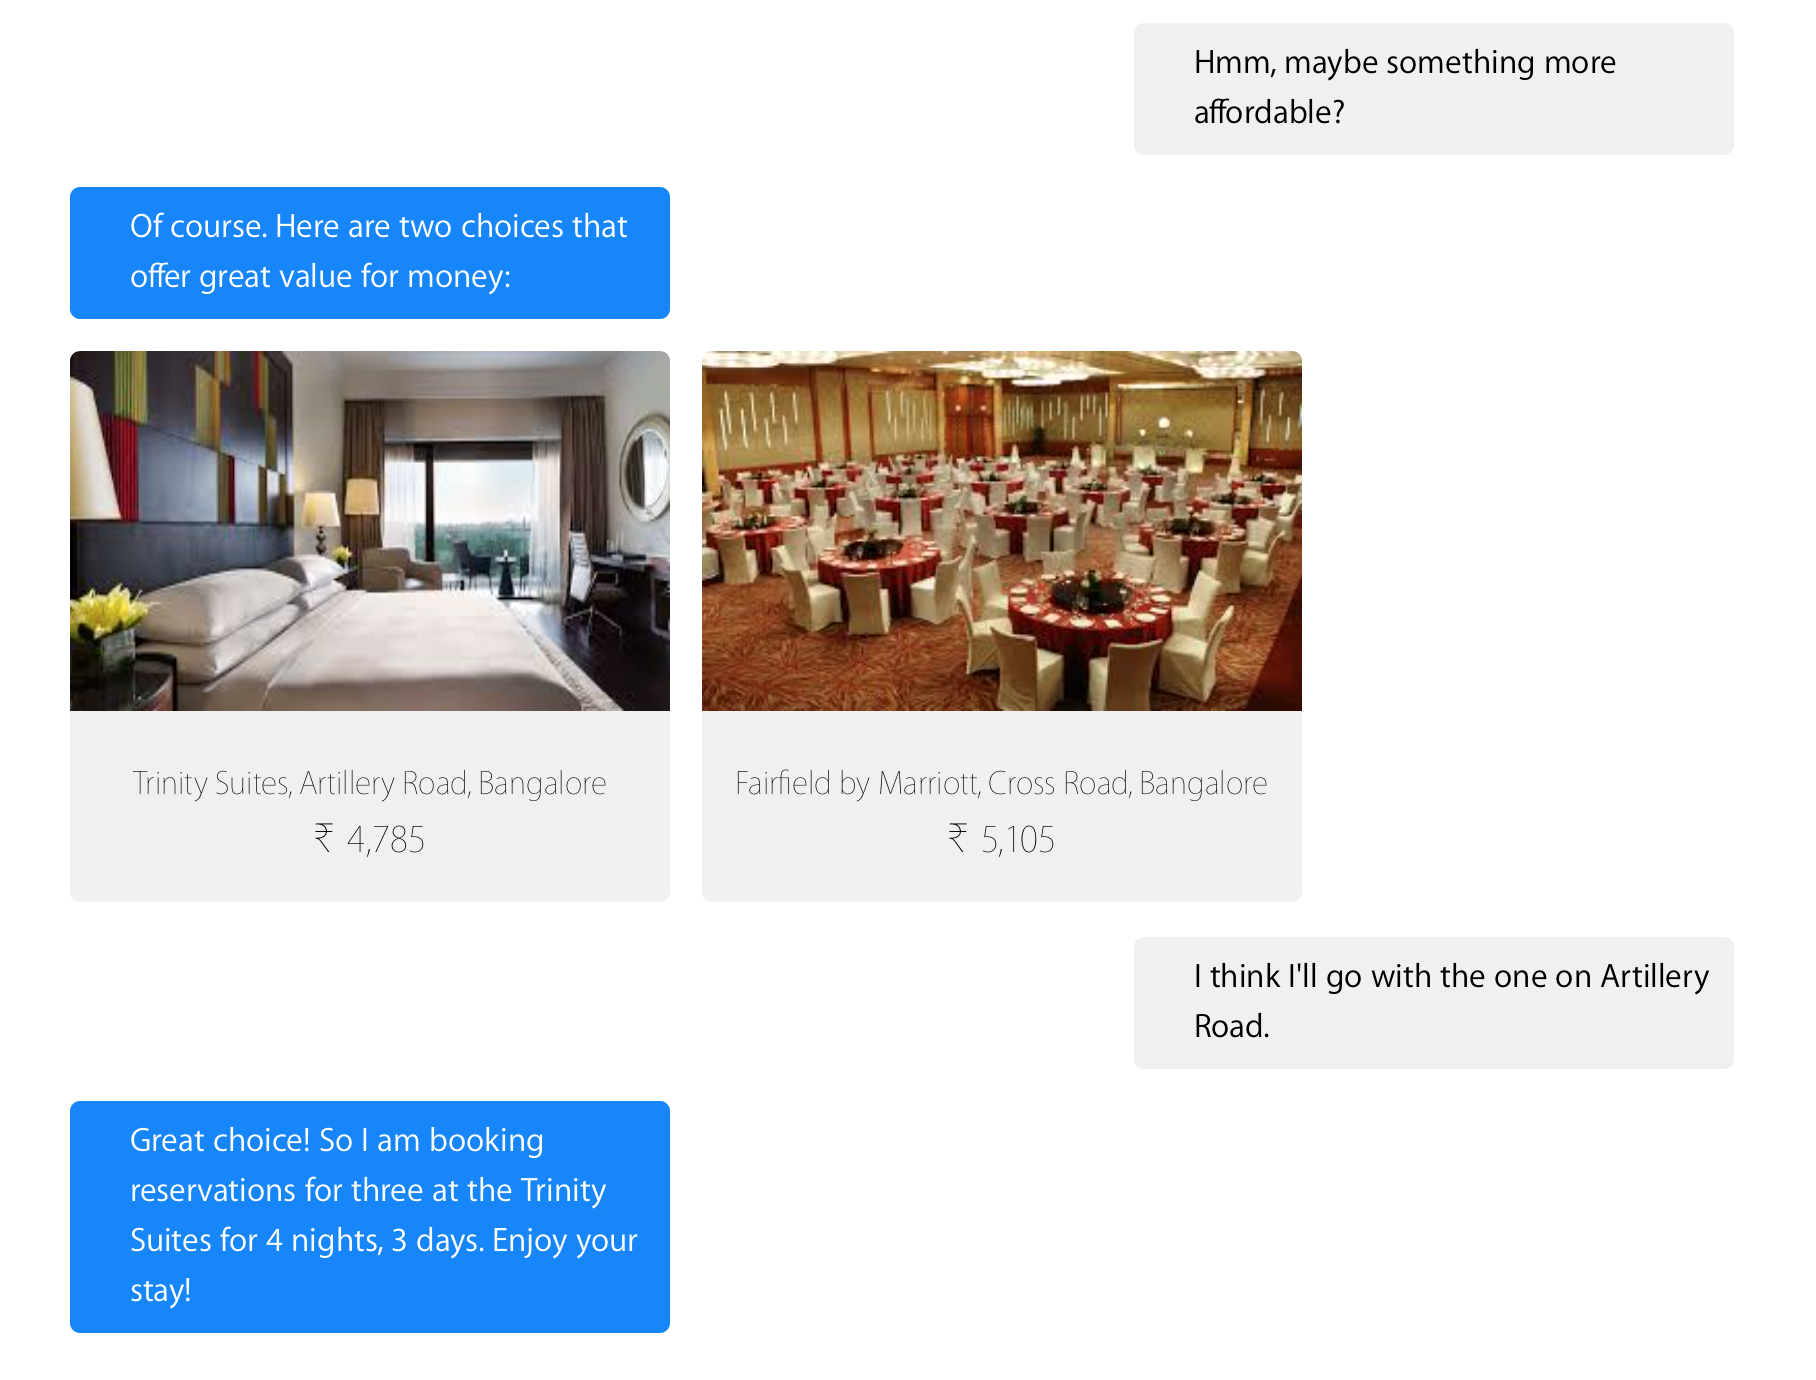 Hmm, maybe something more
affordable?
Of course. Here are two choices that
offer great value for money:
Trinity Suites, Artillery Road, Bangalore
₹ 4,785
Fairfield by Marriott, Cross Road, Bangalore
₹ 5,105
I think I'll go with the one on Artillery
Road.
Great choice! So I am booking
reservations for three at the Trinity
Suites for 4 nights, 3 days. Enjoy your
stay!